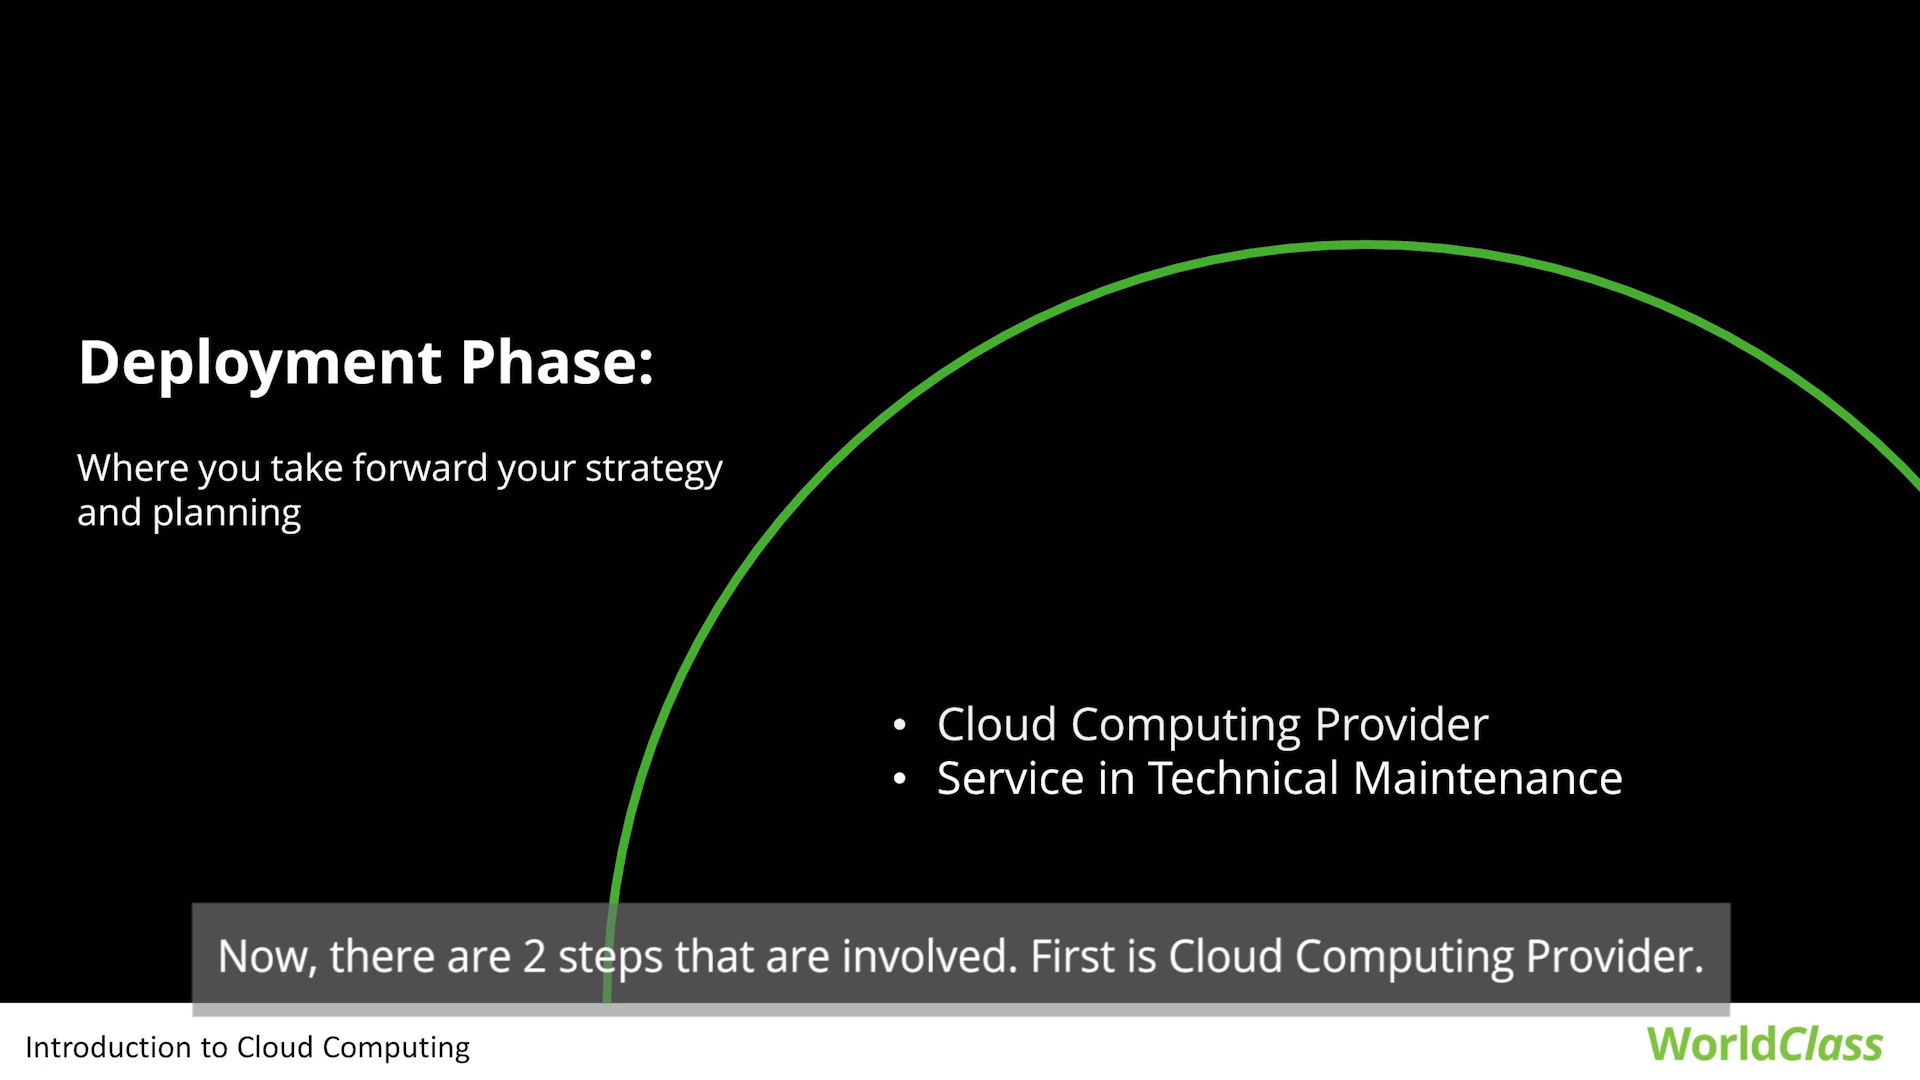 Deployment Phase:
Where you take forward your strategy
and planning
• Cloud Computing Provider
• Service in Technical Maintenance
Now, there are 2 steps that are involved. First is Cloud Computing Provider.
Introduction to Cloud Computing
WorldClass